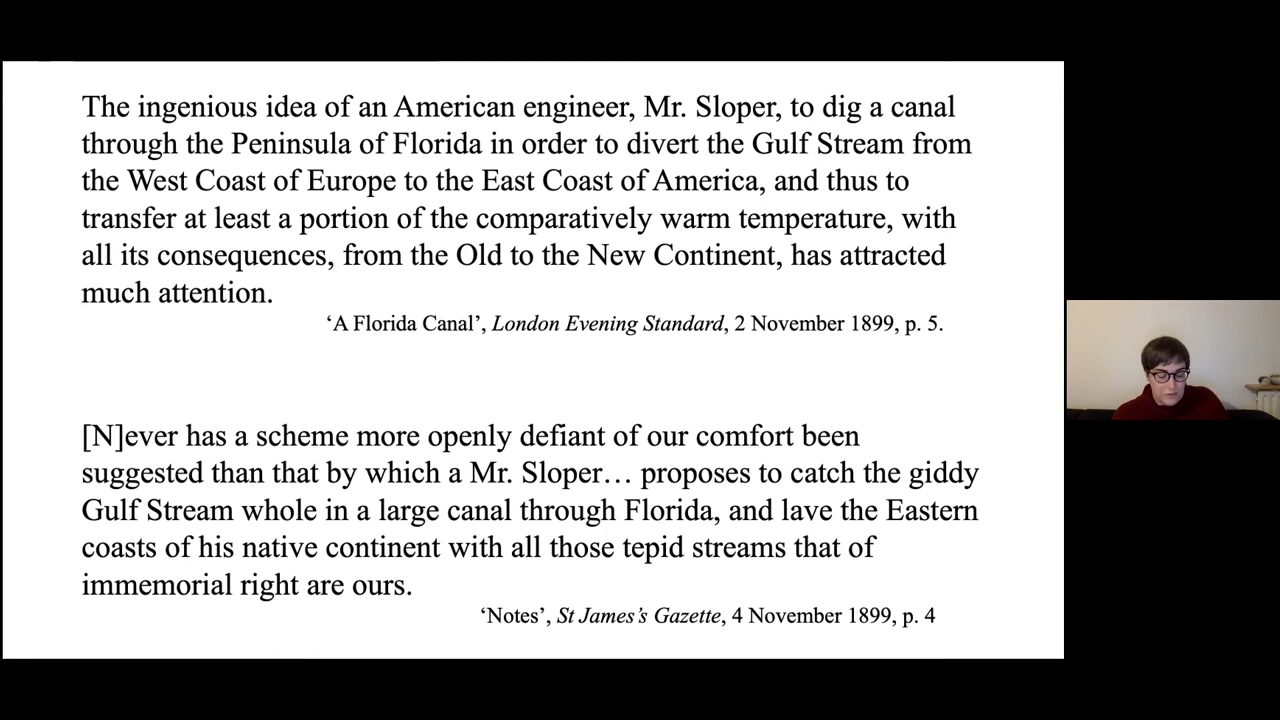 The ingenious idea of an American engineer, Mr. Sloper, to dig a canal
through the Peninsula of Florida in order to divert the Gulf Stream from
the West Coast of Europe to the East Coast of America, and thus to
transfer at least a portion of the comparatively warm temperature, with
all its consequences, from the Old to the New Continent, has attracted
much attention.
‘A Florida Canal’, London Evening Standard, 2 November 1899, p. 5.
[N]ever has a scheme more openly defiant of our comfort been
suggested than that by which a Mr. Sloper… proposes to catch the giddy
Gulf Stream whole in a large canal through Florida, and lave the Eastern
coasts of his native continent with all those tepid streams that of
immemorial right are ours.
‘Notes’, St James’s Gazette, 4 November 1899, p. 4